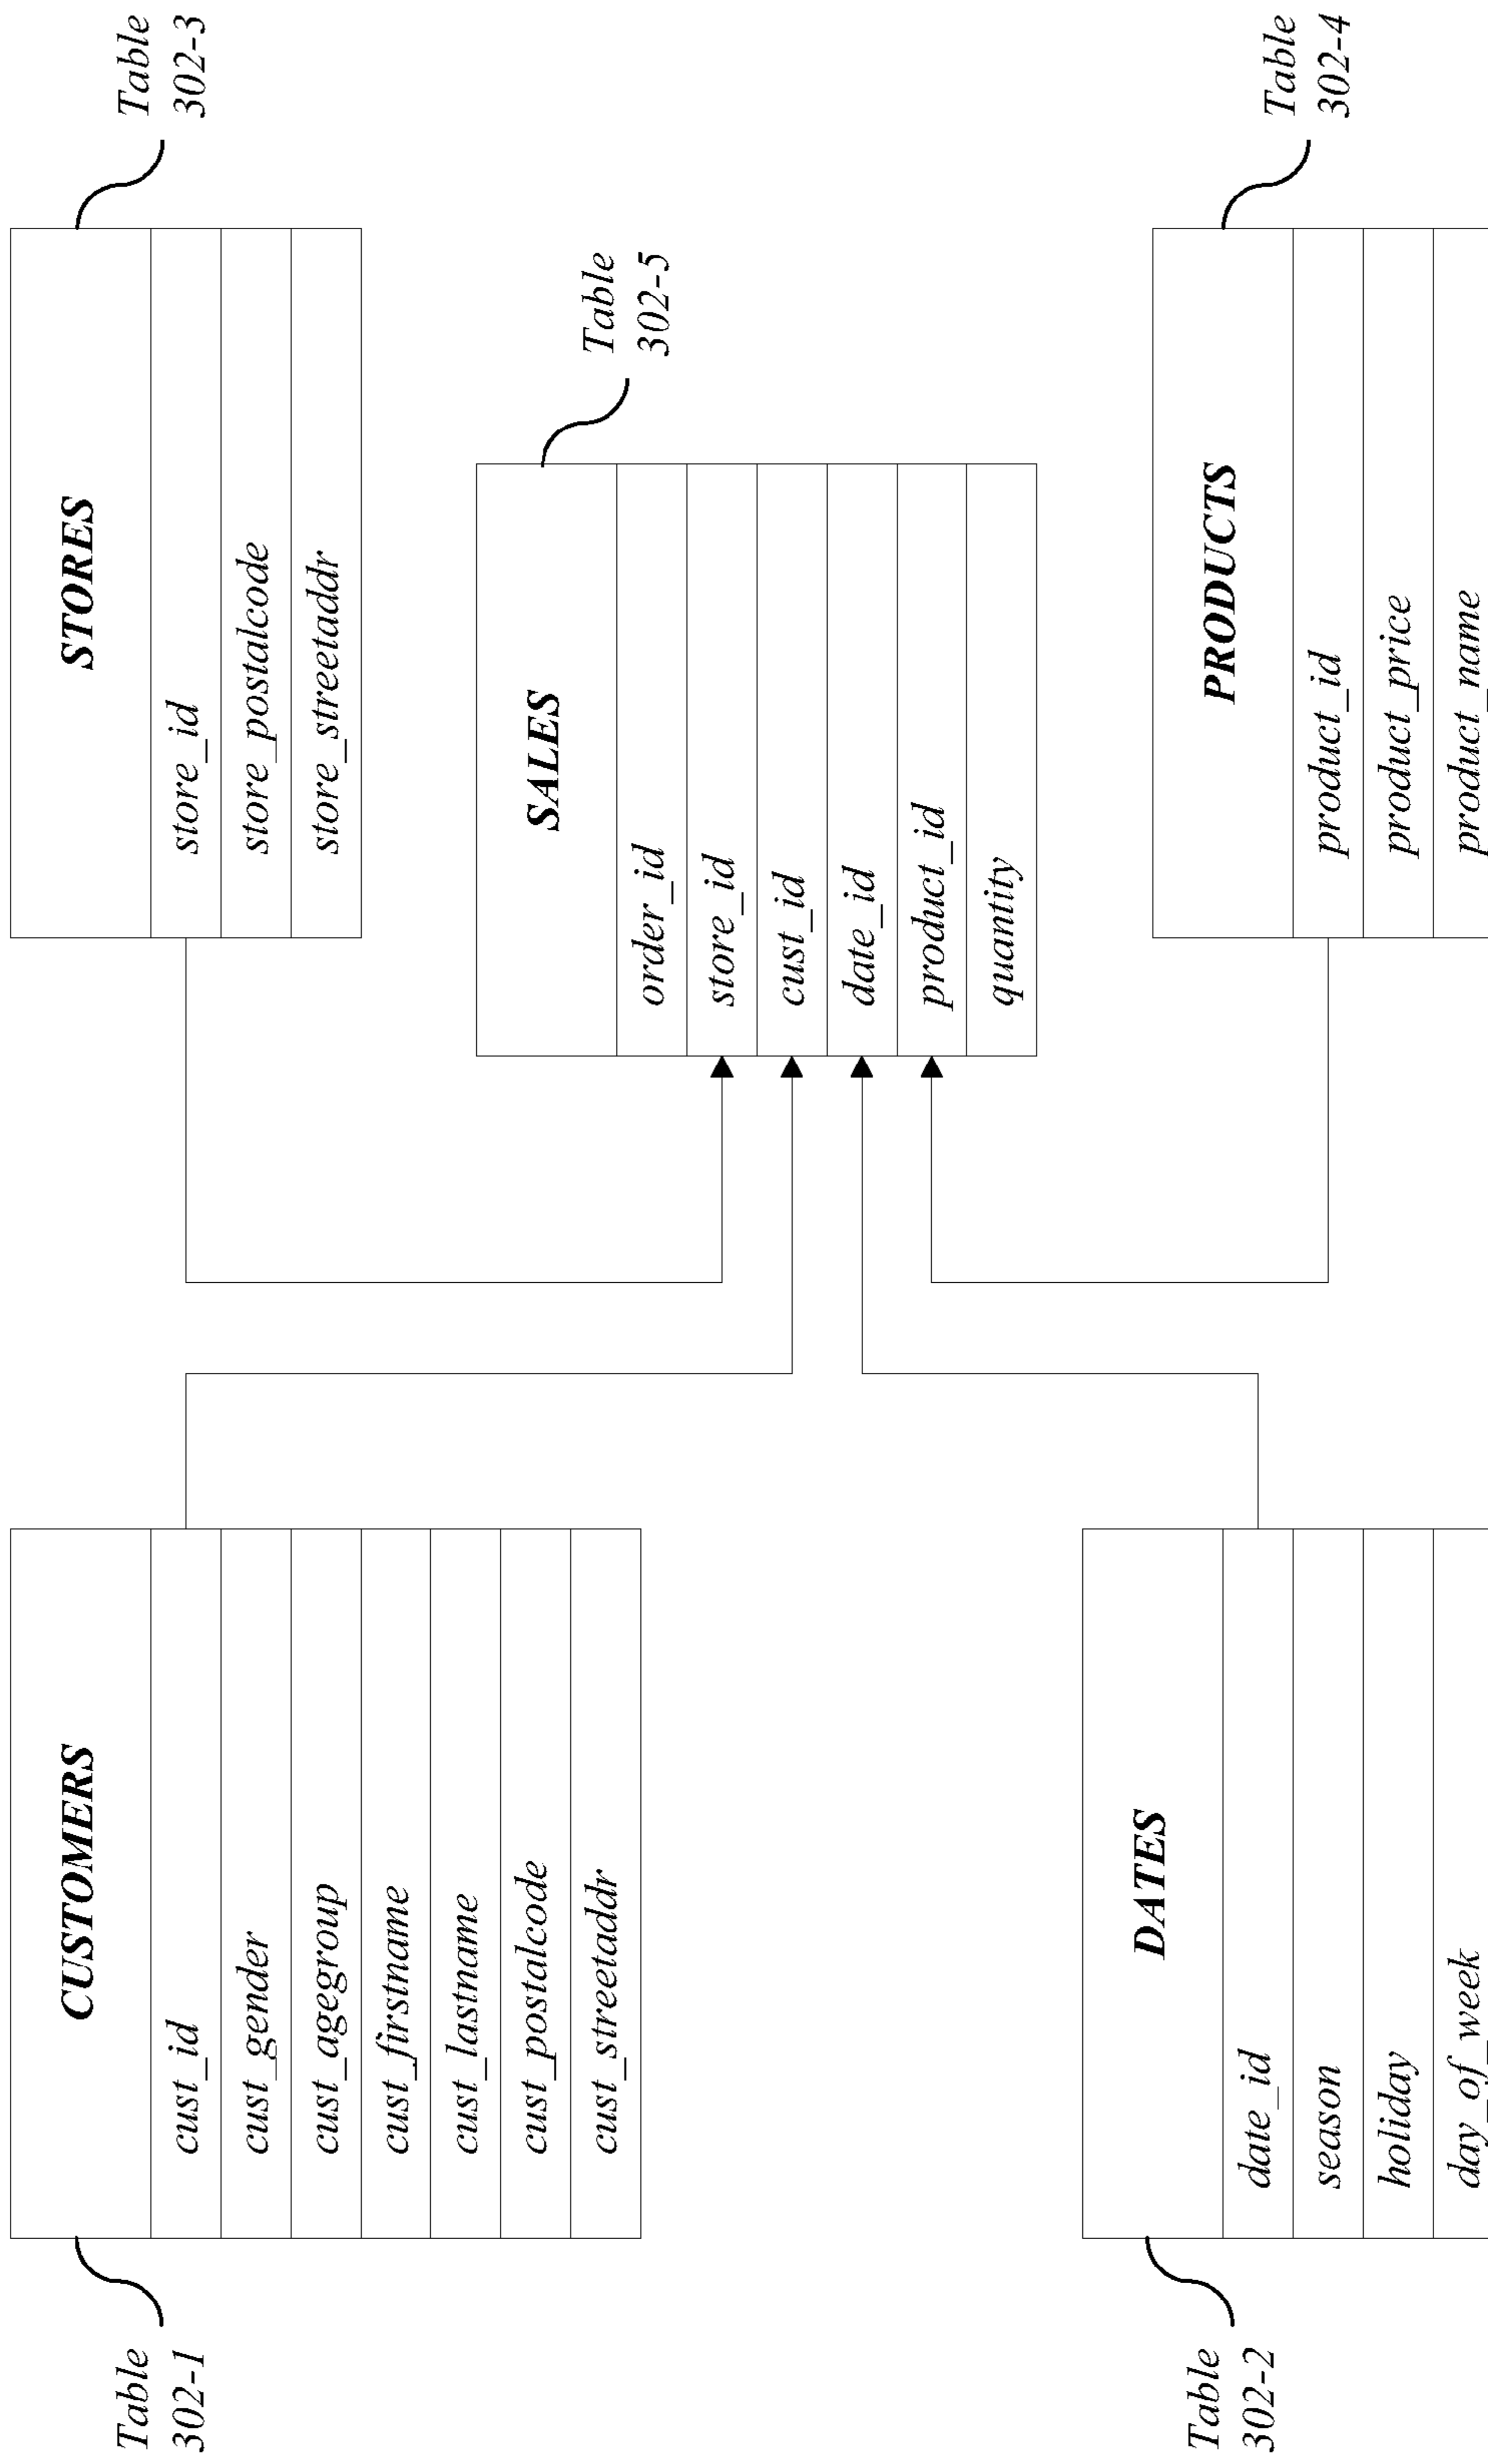 Table
302-1
CUSTOMERS
cust_id
cust_gender
cust_agegroup
cust_firstname
cust_lastname
cust_postalcode
cust_streetaddr
Table
302-3
STORES
store_id
store_postalcode
store_streetaddr
Table
302-5
SALES
order_id
store_id
cust_id
date_id
product_id
quantity
Table
302-2
DATES
date_id
season
holiday
day_of_week
Table
302-4
PRODUCTS
product_id
product_price
product_name